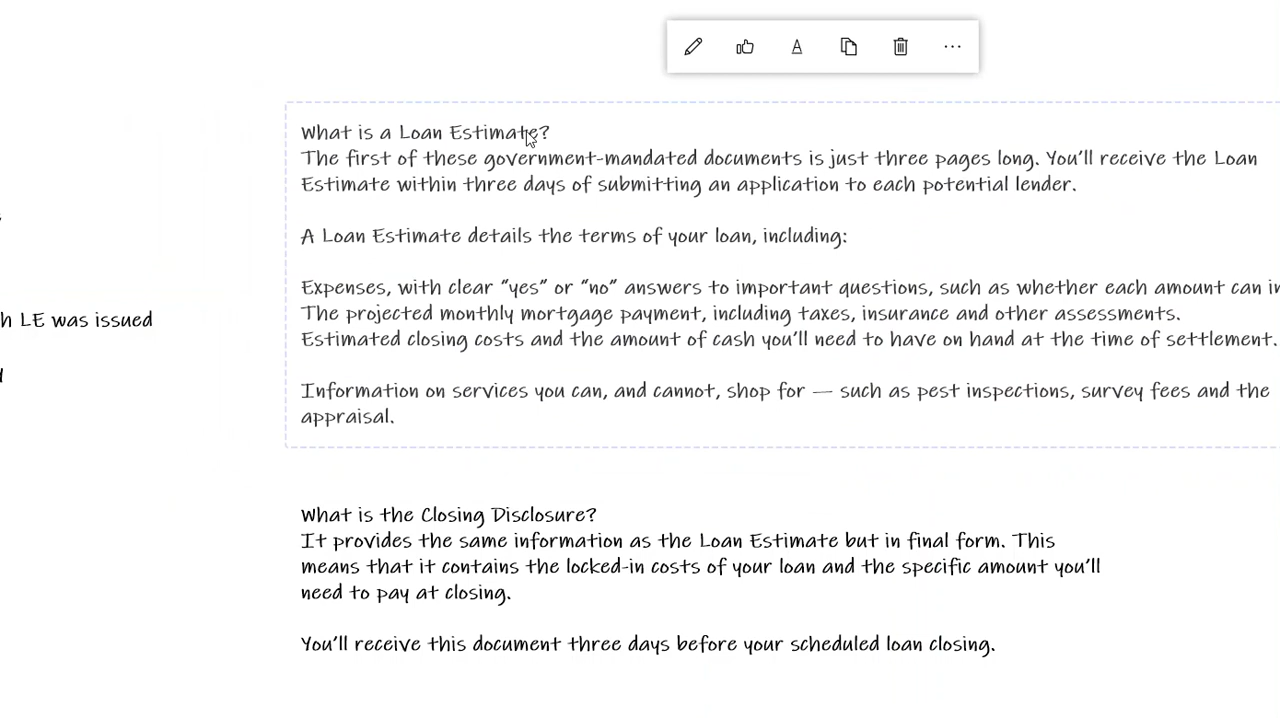 What is a Loan Estimate?
The first of these government-mandated documents is just three pages long. You'll receive the Loan
Estimate within three days of submitting an application to each potential lender.
A Loan Estimate details the terms of your loan, including:
Expenses, with clear "yes" or "no" answers to important questions, such as whether each amount can
The projected monthly mortgage payment, including taxes, insurance and other assessments.
Estimated closing costs and the amount of cash you'll need to have on hand at the time of settlement.
h LE was issued
Information on services you can, and cannot, shop for — such as pest inspections, survey fees and the
appraisal.
What is the Closing Disclosure?
It provides the same information as the Loan Estimate but in final form. This
means that it contains the locked-in costs of your loan and the specific amount you'll
need to pay at closing.
You'll receive this document three days before your scheduled loan closing.